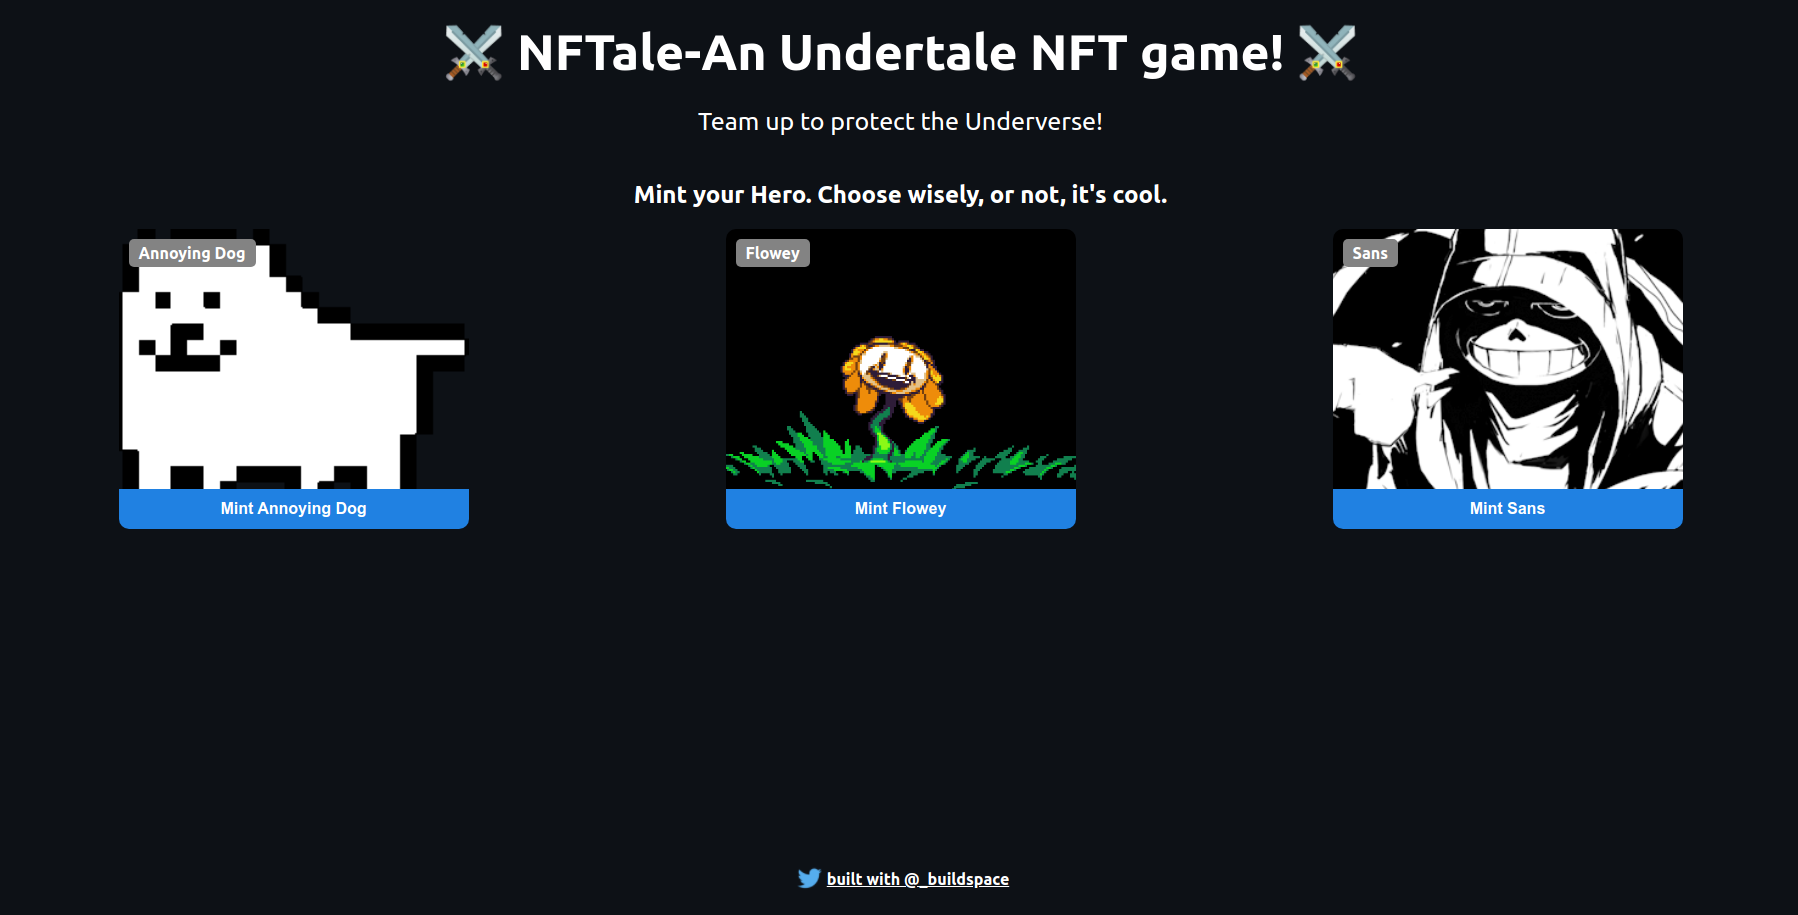 ⚔️ NFTale-An Undertale NFT game! ⚔️
Team up to protect the Underverse!
Mint your Hero. Choose wisely, or not, it's cool.
Annoying Dog
Flowey
Sans
Mint Annoying Dog
Mint Flowey
Mint Sans
built with @_buildspace